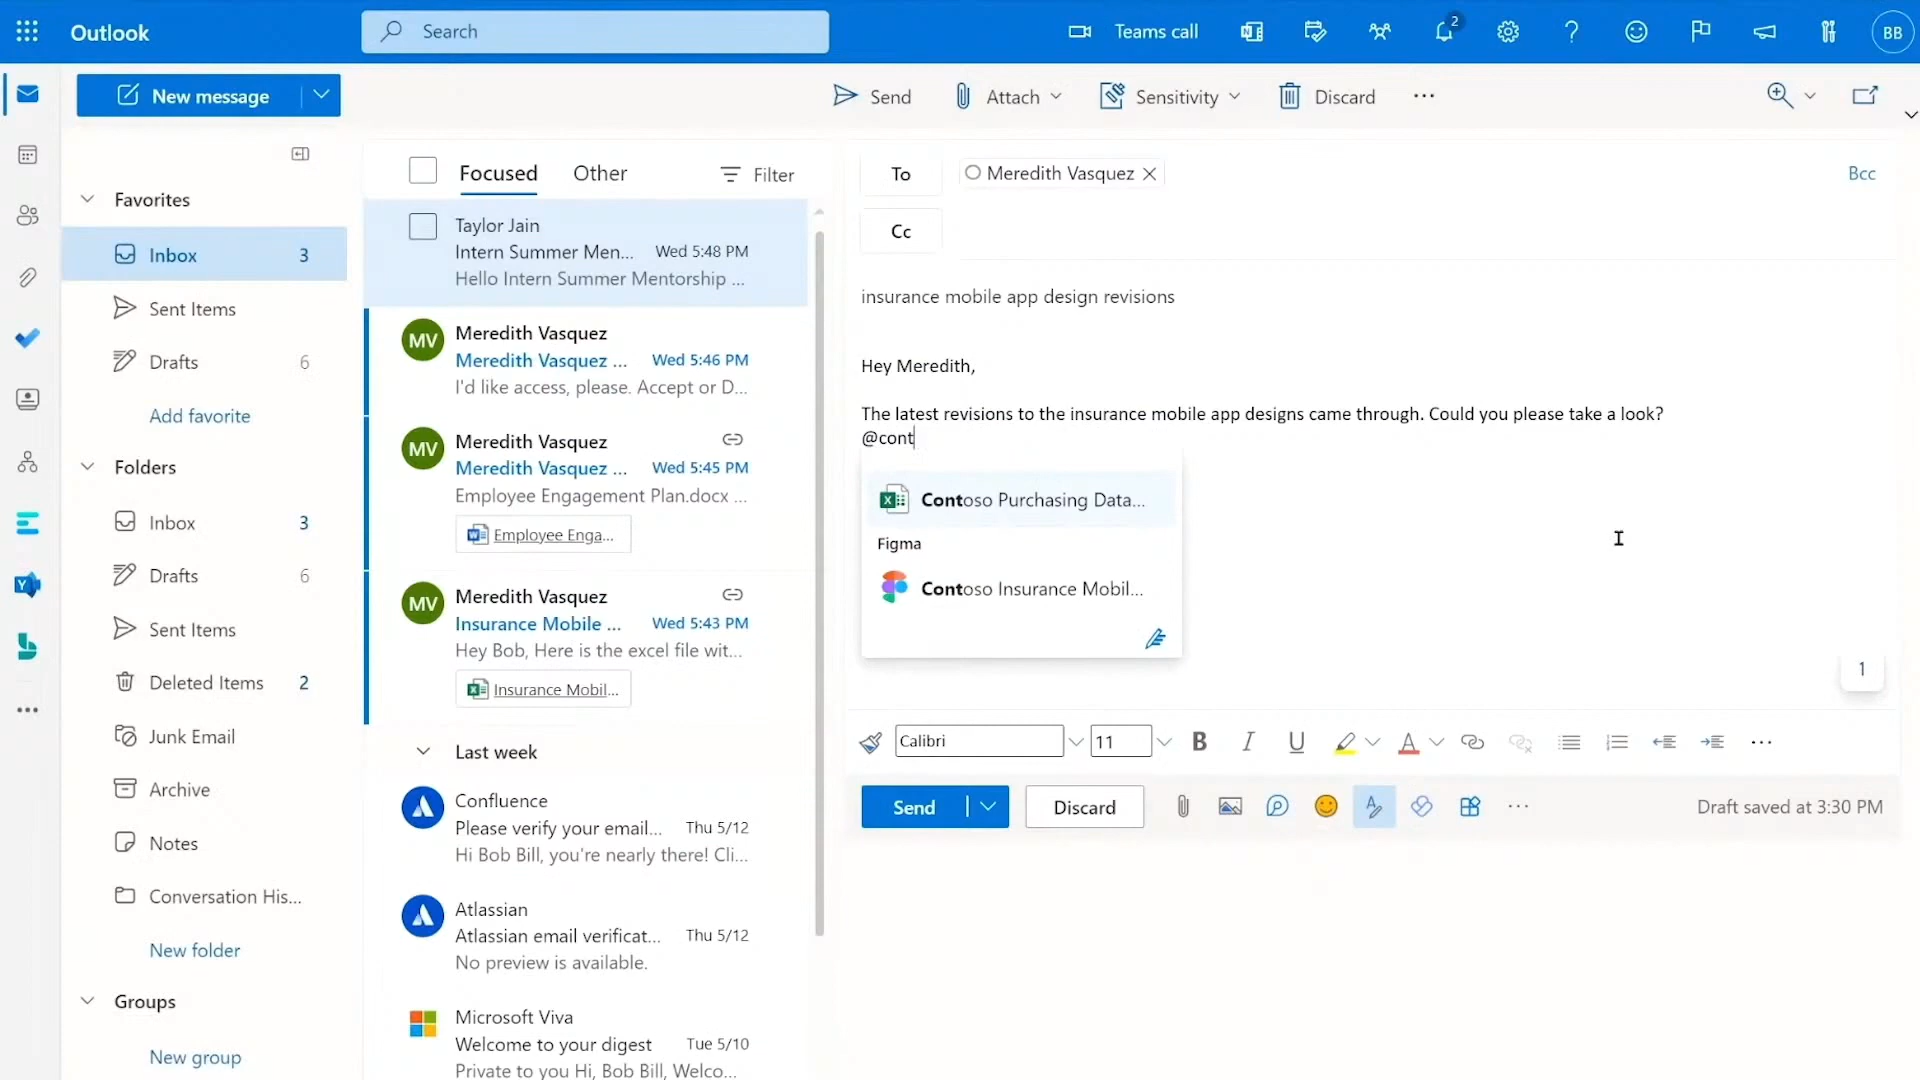 Outlook
Search
Teams call
2
BB
New message
Send
Attach
Sensitivity
Discard
...
Favorites
Inbox 3
Sent Items
Drafts 6
Add favorite
Folders
Inbox 3
Drafts 6
Sent Items
Deleted Items 2
Junk Email
Archive
Notes
Conversation His...
New folder
Groups
New group
Focused
Other
Filter
Taylor Jain
Intern Summer Men... Wed 5:48 PM
Hello Intern Summer Mentorship ...
MV
Meredith Vasquez
Meredith Vasquez ... Wed 5:46 PM
I'd like access, please. Accept or D...
MV
Meredith Vasquez
Meredith Vasquez ... Wed 5:45 PM
Employee Engagement Plan.docx ...
Employee Enga...
MV
Meredith Vasquez
Insurance Mobile ... Wed 5:43 PM
Hey Bob, Here is the excel file wit...
Insurance Mobil...
Last week
Confluence
Please verify your email... Thu 5/12
Hi Bob Bill, you're nearly there! Cli...
Atlassian
Atlassian email verificat... Thu 5/12
No preview is available.
Microsoft Viva
Welcome to your digest Tue 5/10
Private to you Hi, Bob Bill, Welco...
To
Meredith Vasquez
Bcc
Cc
insurance mobile app design revisions
Hey Meredith,
The latest revisions to the insurance mobile app designs came through. Could you please take a look?
@cont
Contoso Purchasing Data...
Figma
Contoso Insurance Mobil...
1
Calibri
11
B I U A
Send
Discard
Draft saved at 3:30 PM